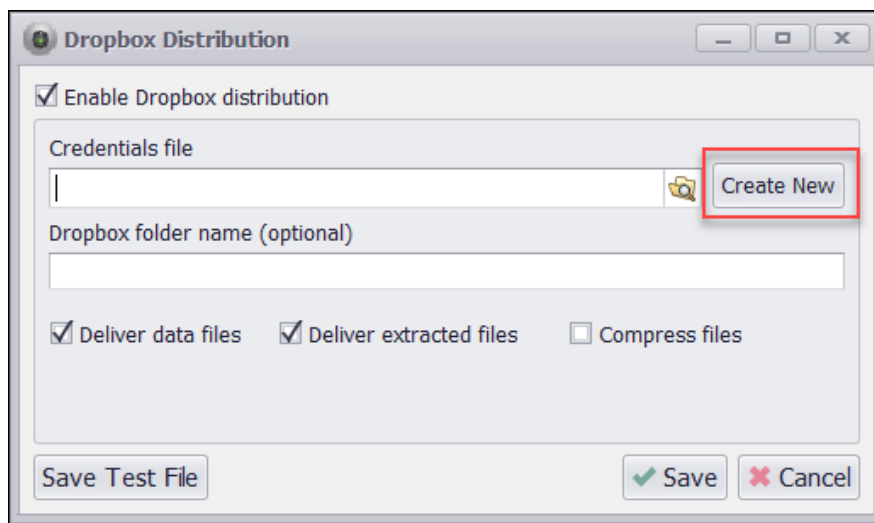 Dropbox Distribution
Enable Dropbox distribution
Credentials file
Create New
Dropbox folder name (optional)
Deliver data files Deliver extracted files Compress files
Save Test File Save Cancel